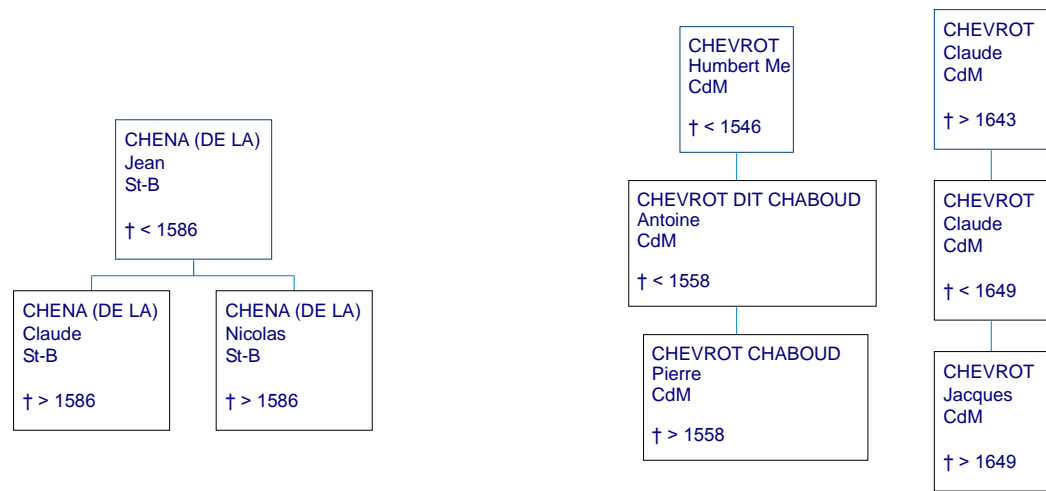 CHENA (DE LA)
Jean
St-B
† < 1586
CHENA (DE LA)
Claude
St-B
† > 1586
CHENA (DE LA)
Nicolas
St-B
† > 1586
CHEVROT
Humbert Me
CdM
† < 1546
CHEVROT DIT CHABOUD
Antoine
CdM
† < 1558
CHEVROT CHABOUD
Pierre
CdM
† > 1558
CHEVROT
Claude
CdM
† > 1643
CHEVROT
Claude
CdM
† < 1649
CHEVROT
Jacques
CdM
† > 1649